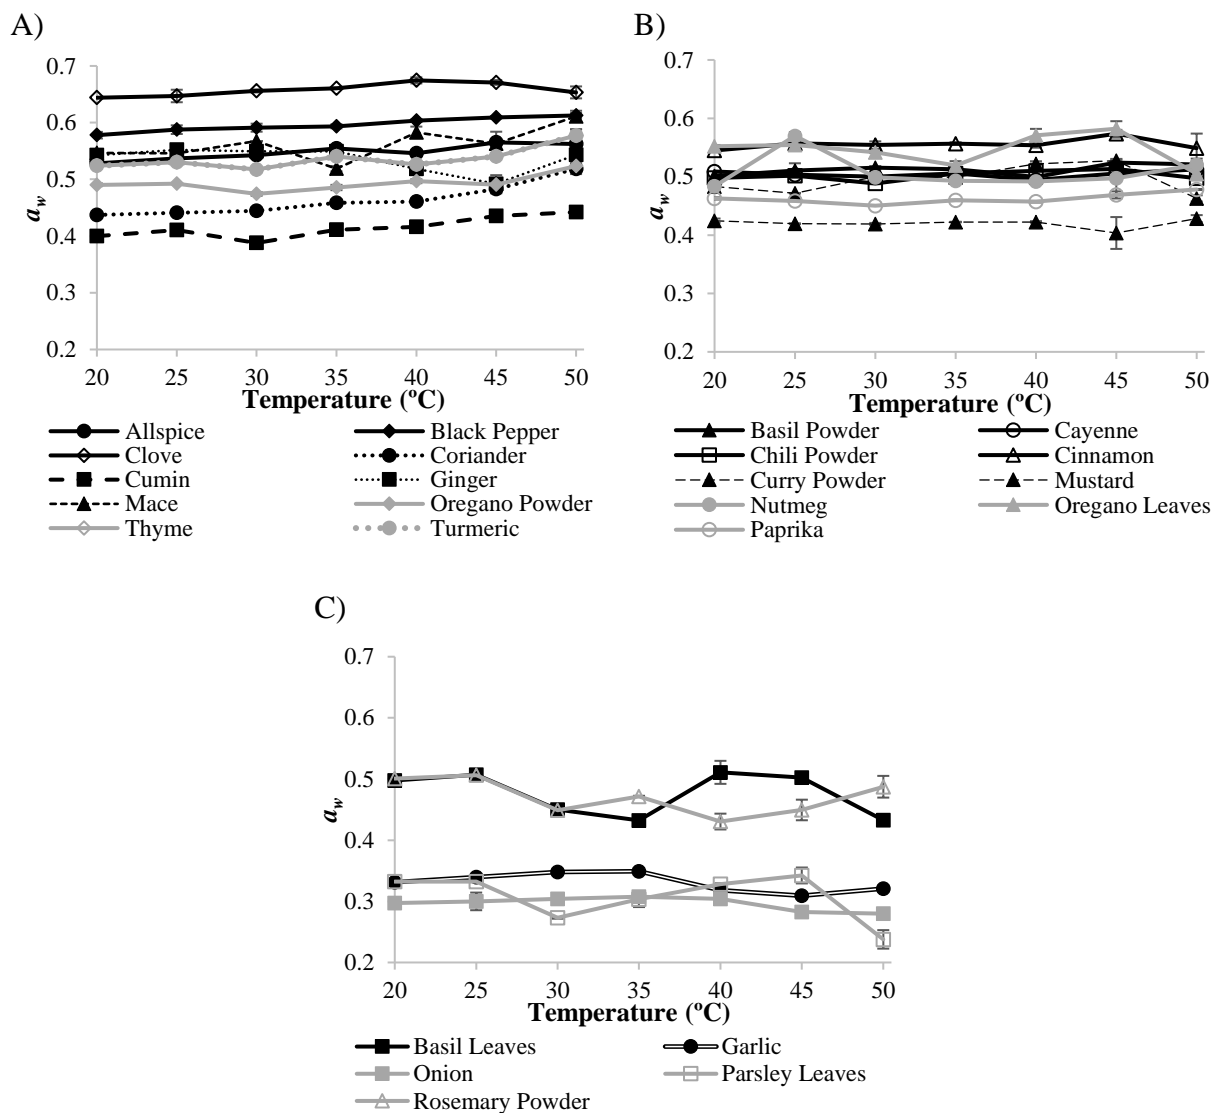 A)
0.7
0.6
0.5
0.4
0.3
0.2
a_w
20 25 30 35 40 45 50
Temperature (ºC)
Allspice Black Pepper
Clove Coriander
Cumin Ginger
Mace Oregano Powder
Thyme Turmeric
B)
0.7
0.6
0.5
0.4
0.3
0.2
a_w
20 25 30 35 40 45 50
Temperature (ºC)
Basil Powder Cayenne
Chili Powder Cinnamon
Curry Powder Mustard
Nutmeg Oregano Leaves
Paprika
C)
0.7
0.6
0.5
0.4
0.3
0.2
a_w
20 25 30 35 40 45 50
Temperature (ºC)
Basil Leaves Garlic
Onion Parsley Leaves
Rosemary Powder